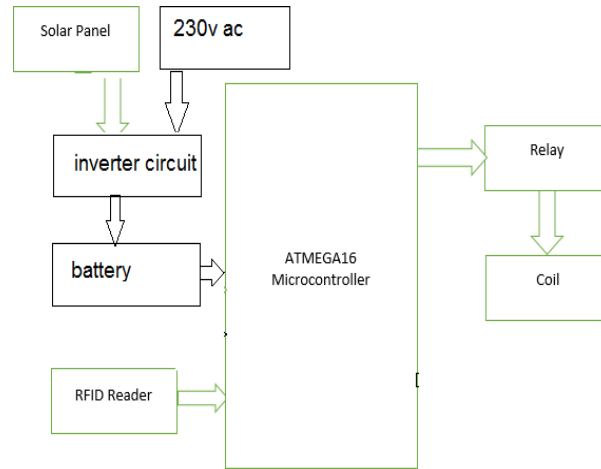 Solar Panel
230v ac
inverter circuit
battery
RFID Reader
ATMEGA16
Microcontroller
Relay
Coil